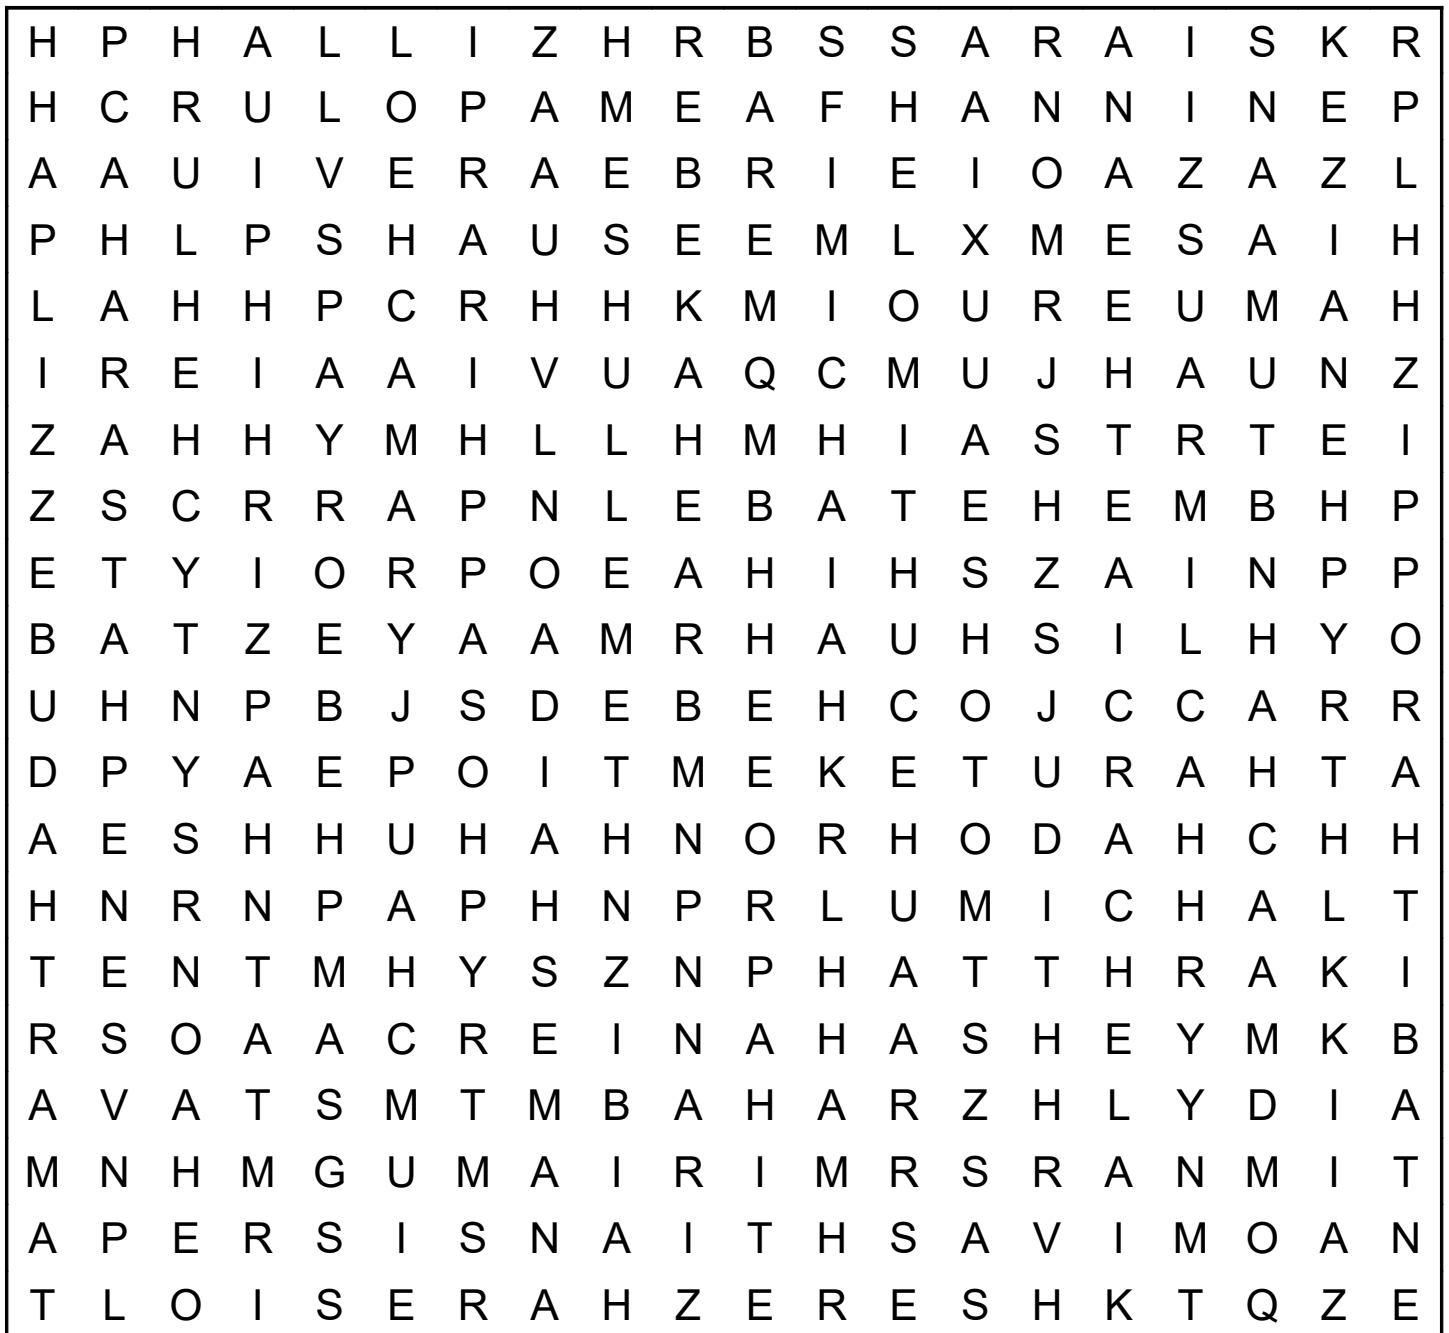 H P H A L L I Z H R B S S A R A I S K R
H C R U L O P A M E A F H A N N I N E P
A A U I V E R A E B R I E I O A Z A Z L
P H L P S H A U S E E M L X M E S A I H
L A H H P C R H H K M I O U R E U M A H
I R E I A A I V U A Q C M U J H A U N Z
Z A H H Y M H L L H M H I A S T R T E I
Z S C R R A P N L E B A T E H E M B H P
E T Y I O R P O E A H I H S Z A I N P P
B A T Z E Y A A M R H A U H S I L H Y O
U H N P B J S D E B E H C O J C C A R R
D P Y A E P O I T M E K E T U R A H T A
A E S H H U H A H N O R H O D A H C H H
H N R N P A P H N P R L U M I C H A L T
T E N T M H Y S Z N P H A T T H R A K I
R S O A A C R E I N A H A S H E Y M K B
A V A T S M T M B A H A R Z H L Y D I A
M N H M G U M A I R I M R S R A N M I T
A P E R S I S N A I T H S A V I M O A N
T L O I S E R A H Z E R E S H K T Q Z E